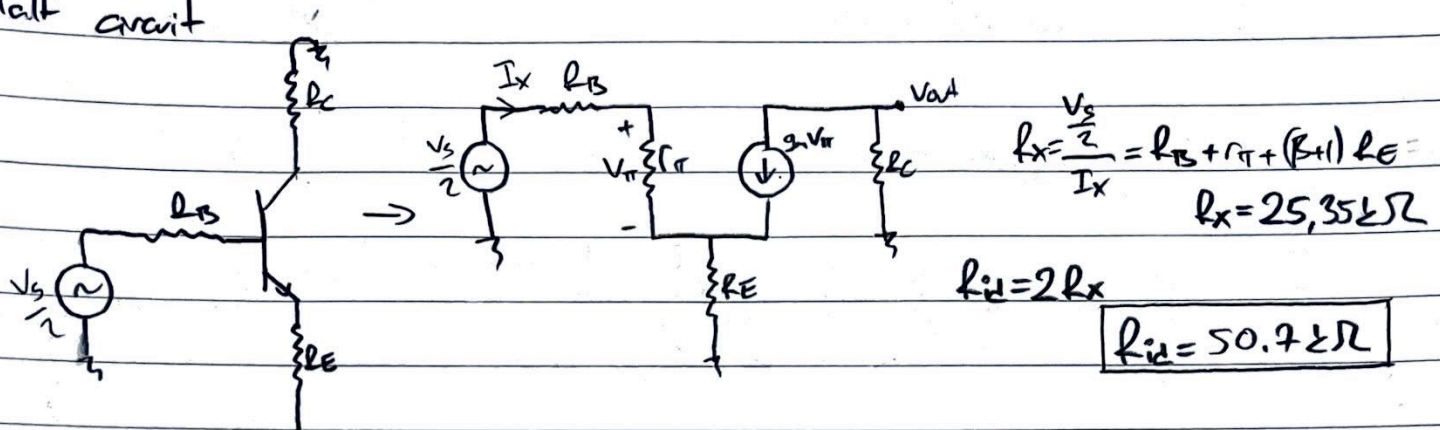 Half circuit
RC
RB
VS/2
RE
→
Ix RB
VS/2
+
Vπ rπ
-
gmVπ
Vout
RC
RE
Rx = (VS/2)/Ix = RB + rπ + (β+1) RE =
Rx = 25,35kΩ
Rid = 2Rx
Rid = 50.7kΩ